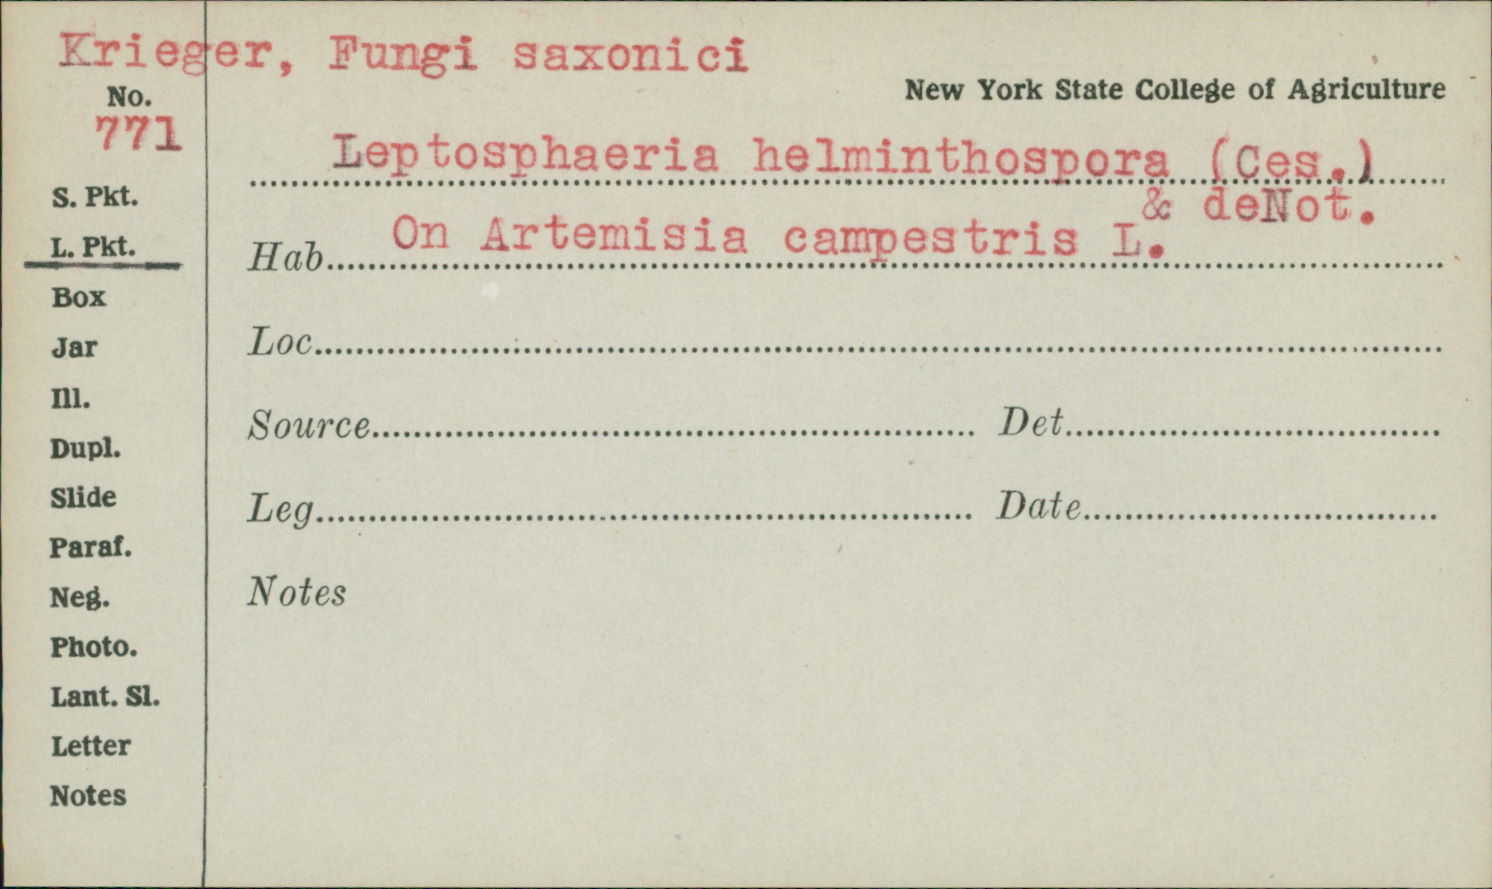 Krieger, Fungi saxonici
New York State College of Agriculture
No.
771
Leptosphaeria helminthospora (Ces.)
& deNot.
S. Pkt.
L. Pkt.
Hab. On Artemisia campestris L.
Box
Jar
Loc.
Ill.
Dupl.
Source Det.
Slide
Leg. Date
Paraf.
Neg.
Notes
Photo.
Lant. Sl.
Letter
Notes